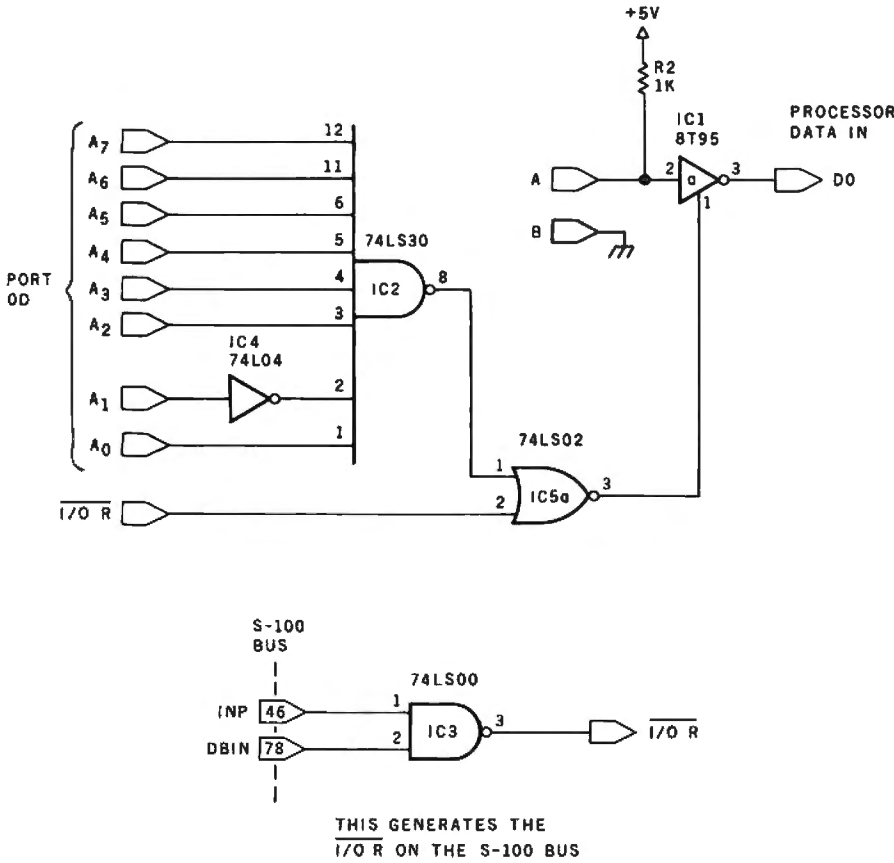 +5V
R2
1K
IC1
8T95
PROCESSOR
DATA IN
A
2
a
3
1
D0
B
PORT
0D
A7
12
A6
11
A5
6
A4
5
A3
4
A2
3
74LS30
IC2
8
IC4
74L04
A1
2
A0
1
74LS02
1
2
IC5a
3
I/O R
S-100
BUS
74LS00
INP
46
1
DBIN
78
2
IC3
3
I/O R
THIS GENERATES THE
I/O R ON THE S-100 BUS